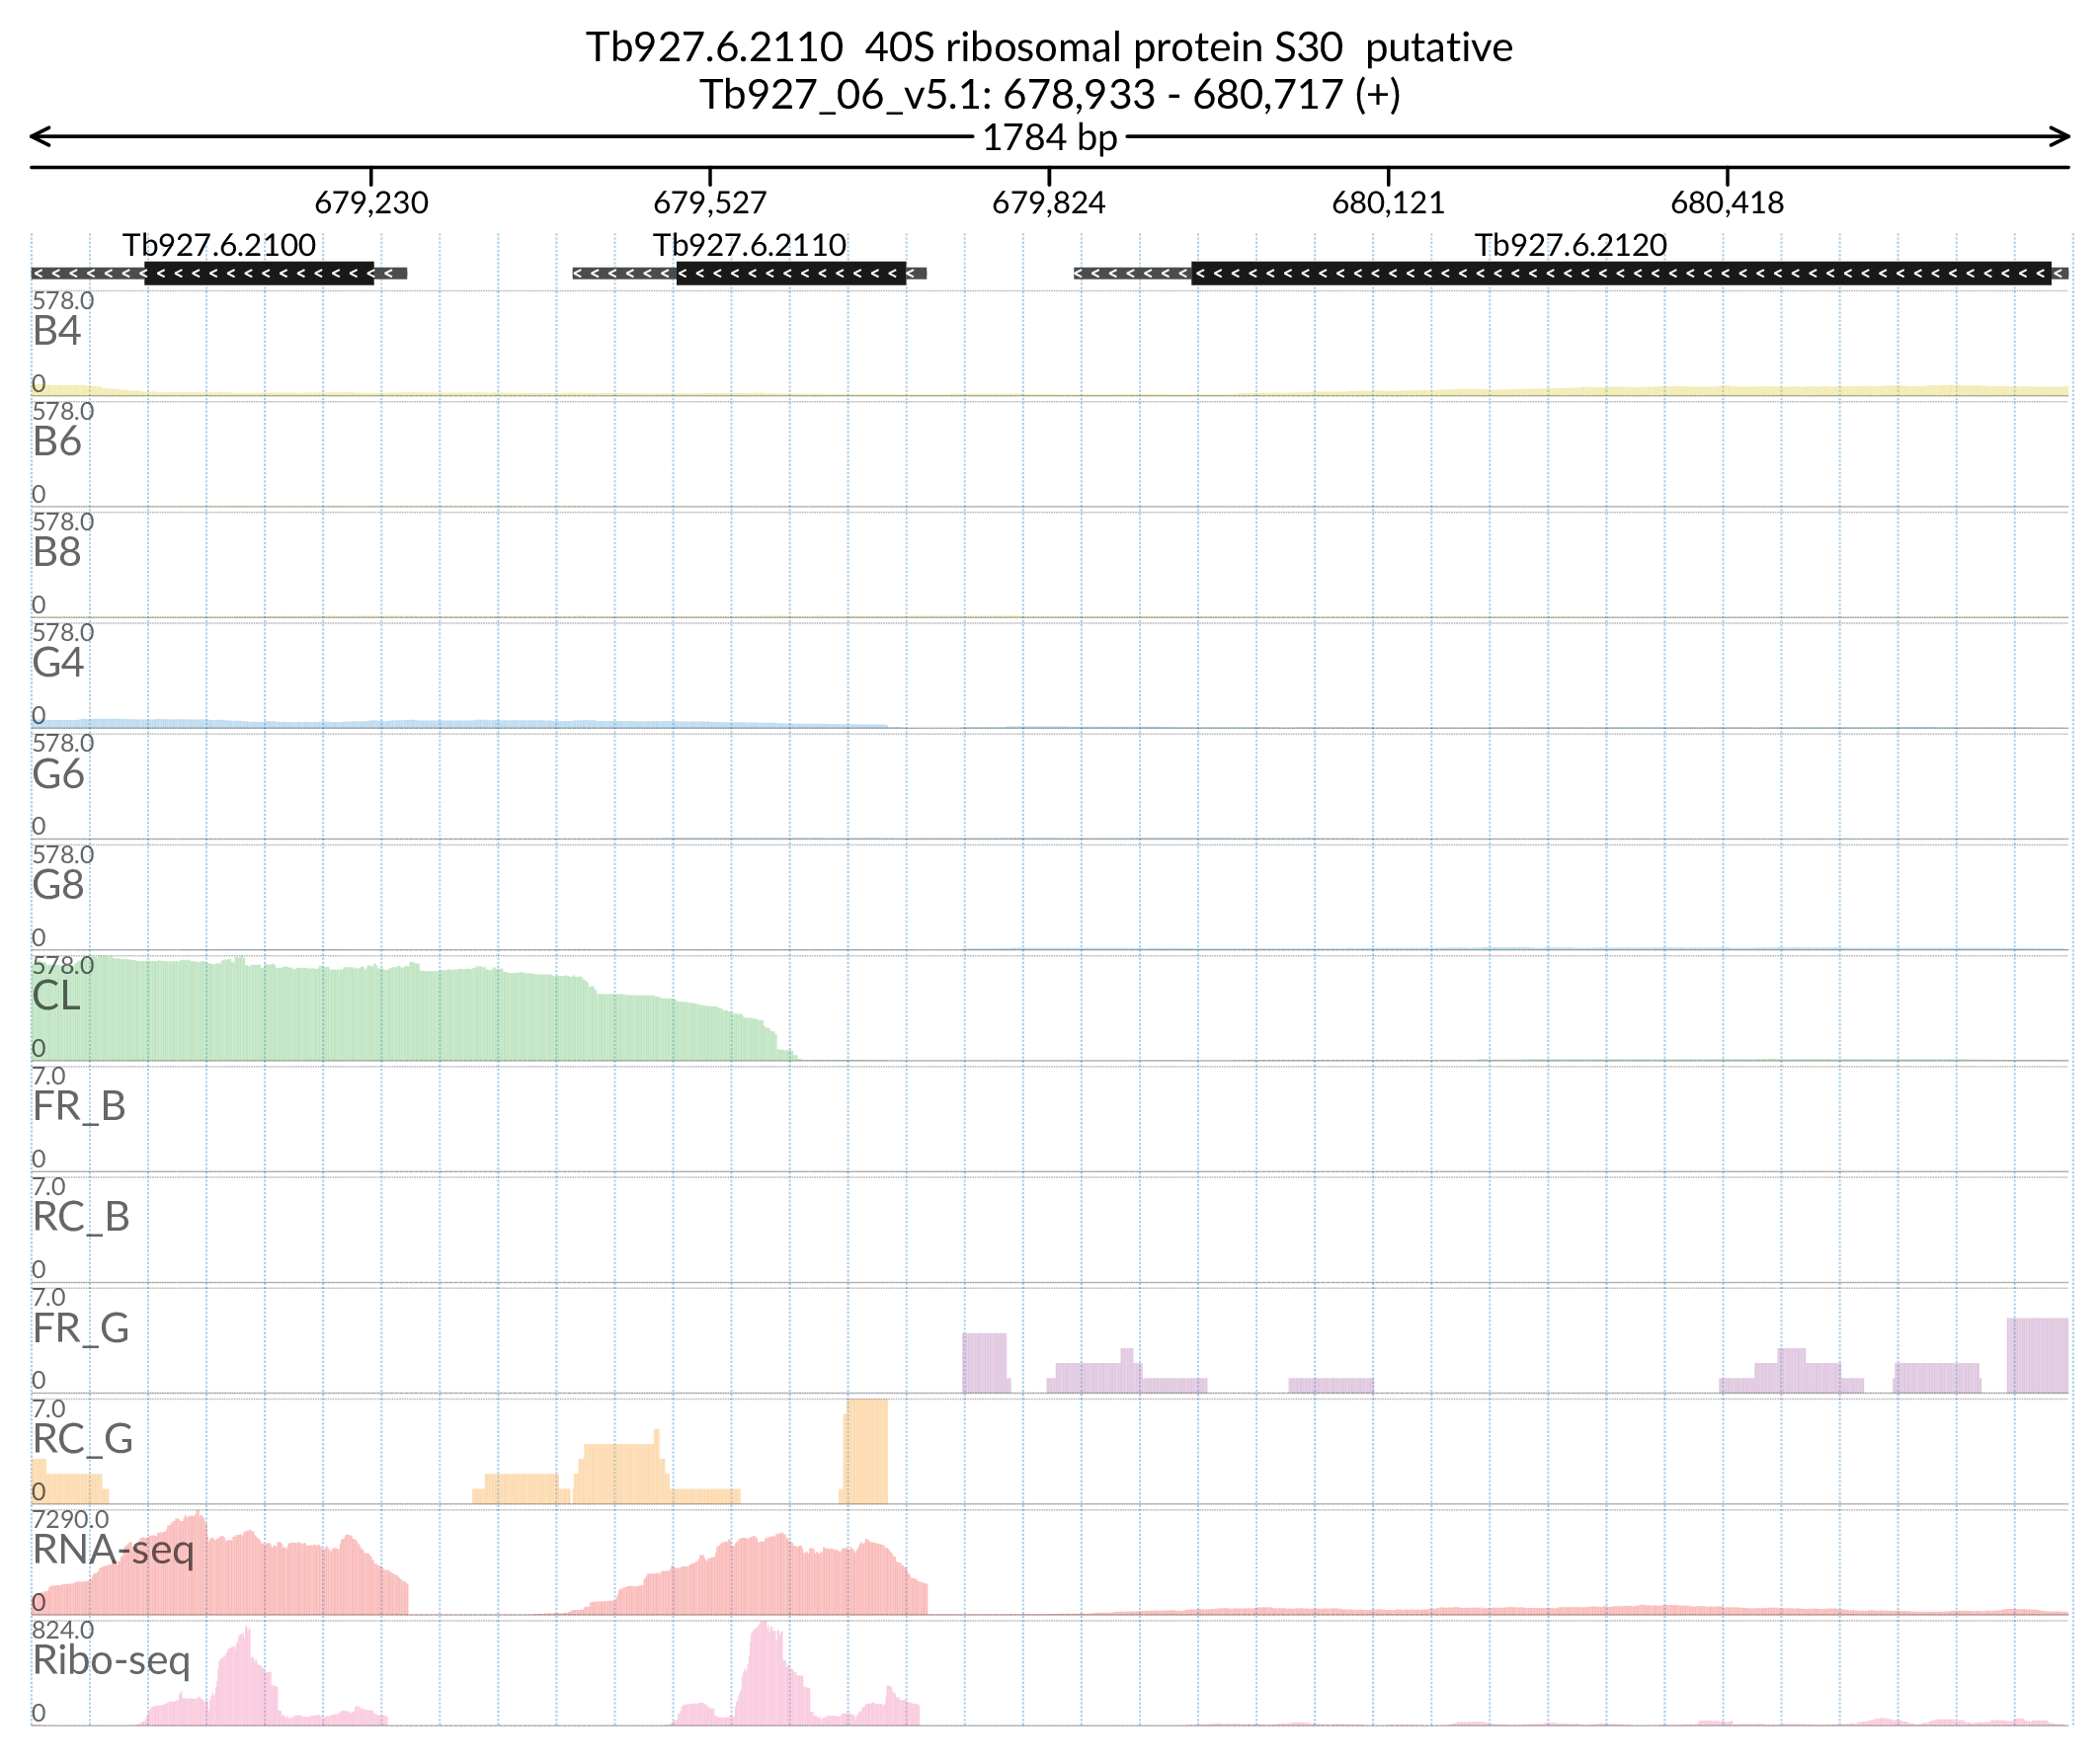 Tb927.6.2110  40S ribosomal protein S30  putative
Tb927_06_v5.1: 678,933 - 680,717 (+)
1784 bp
679,230 679,527 679,824 680,121 680,418
Tb927.6.2100 Tb927.6.2110 Tb927.6.2120
578.0
B4
0
578.0
B6
0
578.0
B8
0
578.0
G4
0
578.0
G6
0
578.0
G8
0
578.0
CL
0
7.0
FR_B
0
7.0
RC_B
0
7.0
FR_G
0
7.0
RC_G
0
7290.0
RNA-seq
0
824.0
Ribo-seq
0